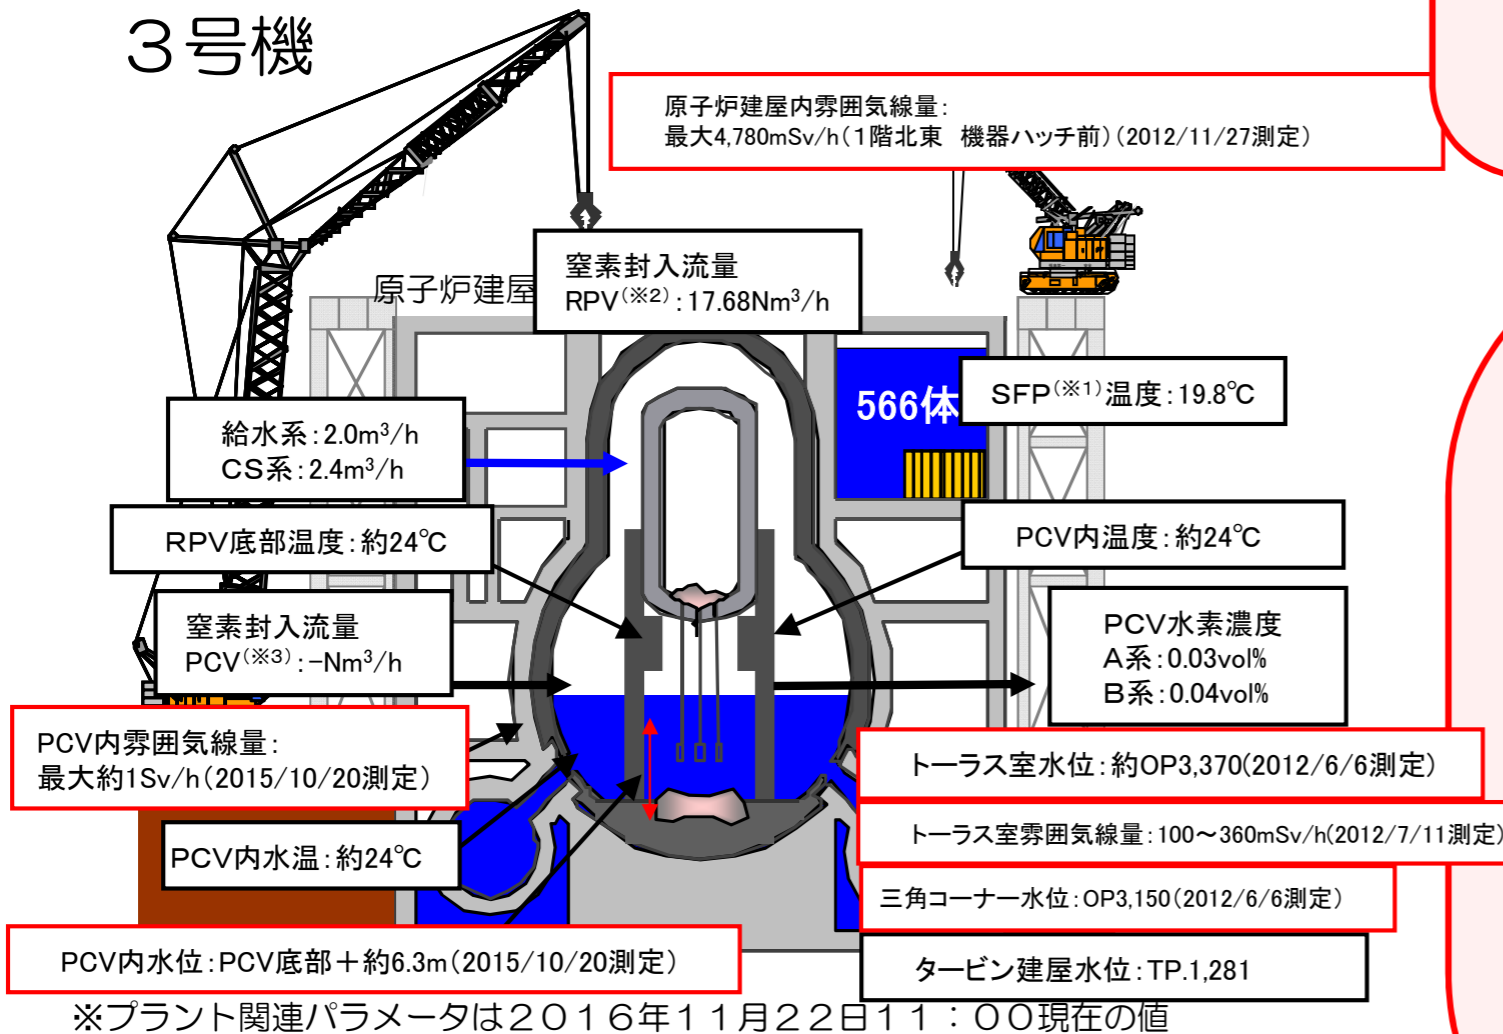 3号機
原子炉建屋内雰囲気線量:
最大4,780mSv/h(1階北東 機器ハッチ前)(2012/11/27測定)
原子炉建屋
窒素封入流量
RPV(※2):17.68Nm³/h
566体
SFP(※1)温度:19.8℃
給水系:2.0m³/h
CS系:2.4m³/h
RPV底部温度:約24℃
PCV内温度:約24℃
窒素封入流量
PCV(※3):-Nm³/h
PCV水素濃度
A系:0.03vol%
B系:0.04vol%
PCV内雰囲気線量:
最大約1Sv/h(2015/10/20測定)
トーラス室水位:約OP3,370(2012/6/6測定)
トーラス室雰囲気線量:100~360mSv/h(2012/7/11測定)
PCV内水温:約24℃
三角コーナー水位:OP3,150(2012/6/6測定)
PCV内水位:PCV底部+約6.3m(2015/10/20測定)
タービン建屋水位:TP.1,281
※プラント関連パラメータは2016年11月22日11:00現在の値